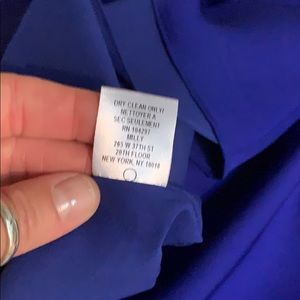 DRY CLEAN ONLY!
NETTOYER A
SEC SEULEMENT
RN 104297
MILLY
265 W 37TH ST
20TH FLOOR
NEW YORK, NY 10018